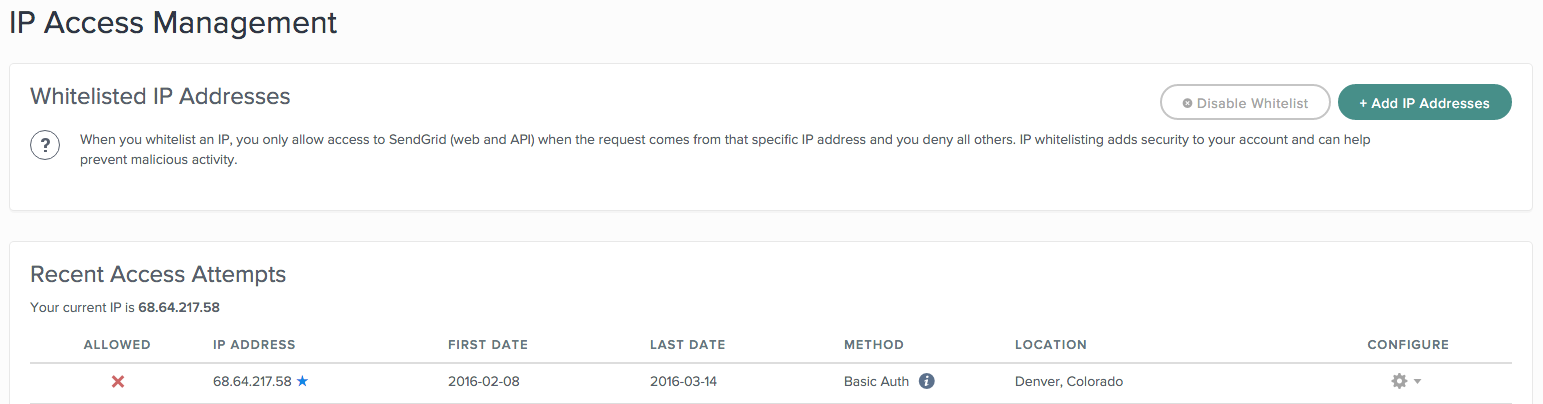 IP Access Management
Whitelisted IP Addresses
Disable Whitelist
+ Add IP Addresses
?
When you whitelist an IP, you only allow access to SendGrid (web and API) when the request comes from that specific IP address and you deny all others. IP whitelisting adds security to your account and can help
prevent malicious activity.
Recent Access Attempts
Your current IP is 68.64.217.58
ALLOWED IP ADDRESS FIRST DATE LAST DATE METHOD LOCATION CONFIGURE
68.64.217.58 2016-02-08 2016-03-14 Basic Auth i Denver, Colorado